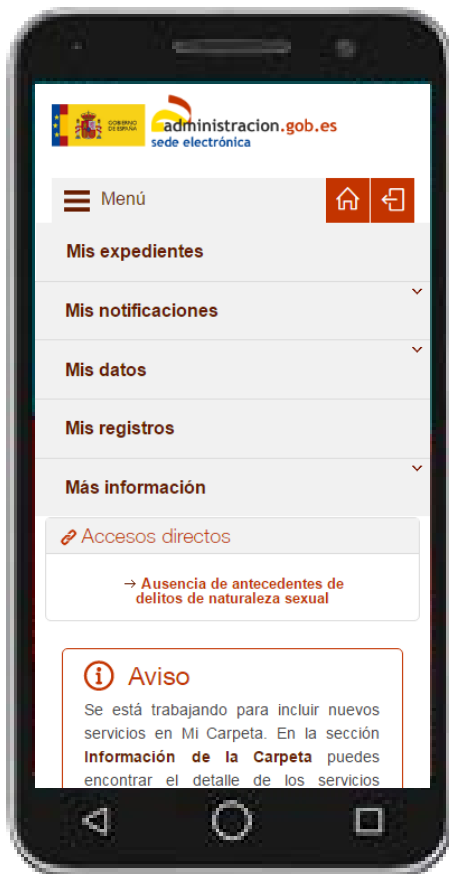 GOBIERNO
DE ESPAÑA
administracion.gob.es
sede electrónica
Menú
Mis expedientes
Mis notificaciones
Mis datos
Mis registros
Más información
Accesos directos
→ Ausencia de antecedentes de
delitos de naturaleza sexual
Aviso
Se está trabajando para incluir nuevos
servicios en Mi Carpeta. En la sección
Información de la Carpeta puedes
encontrar el detalle de los servicios